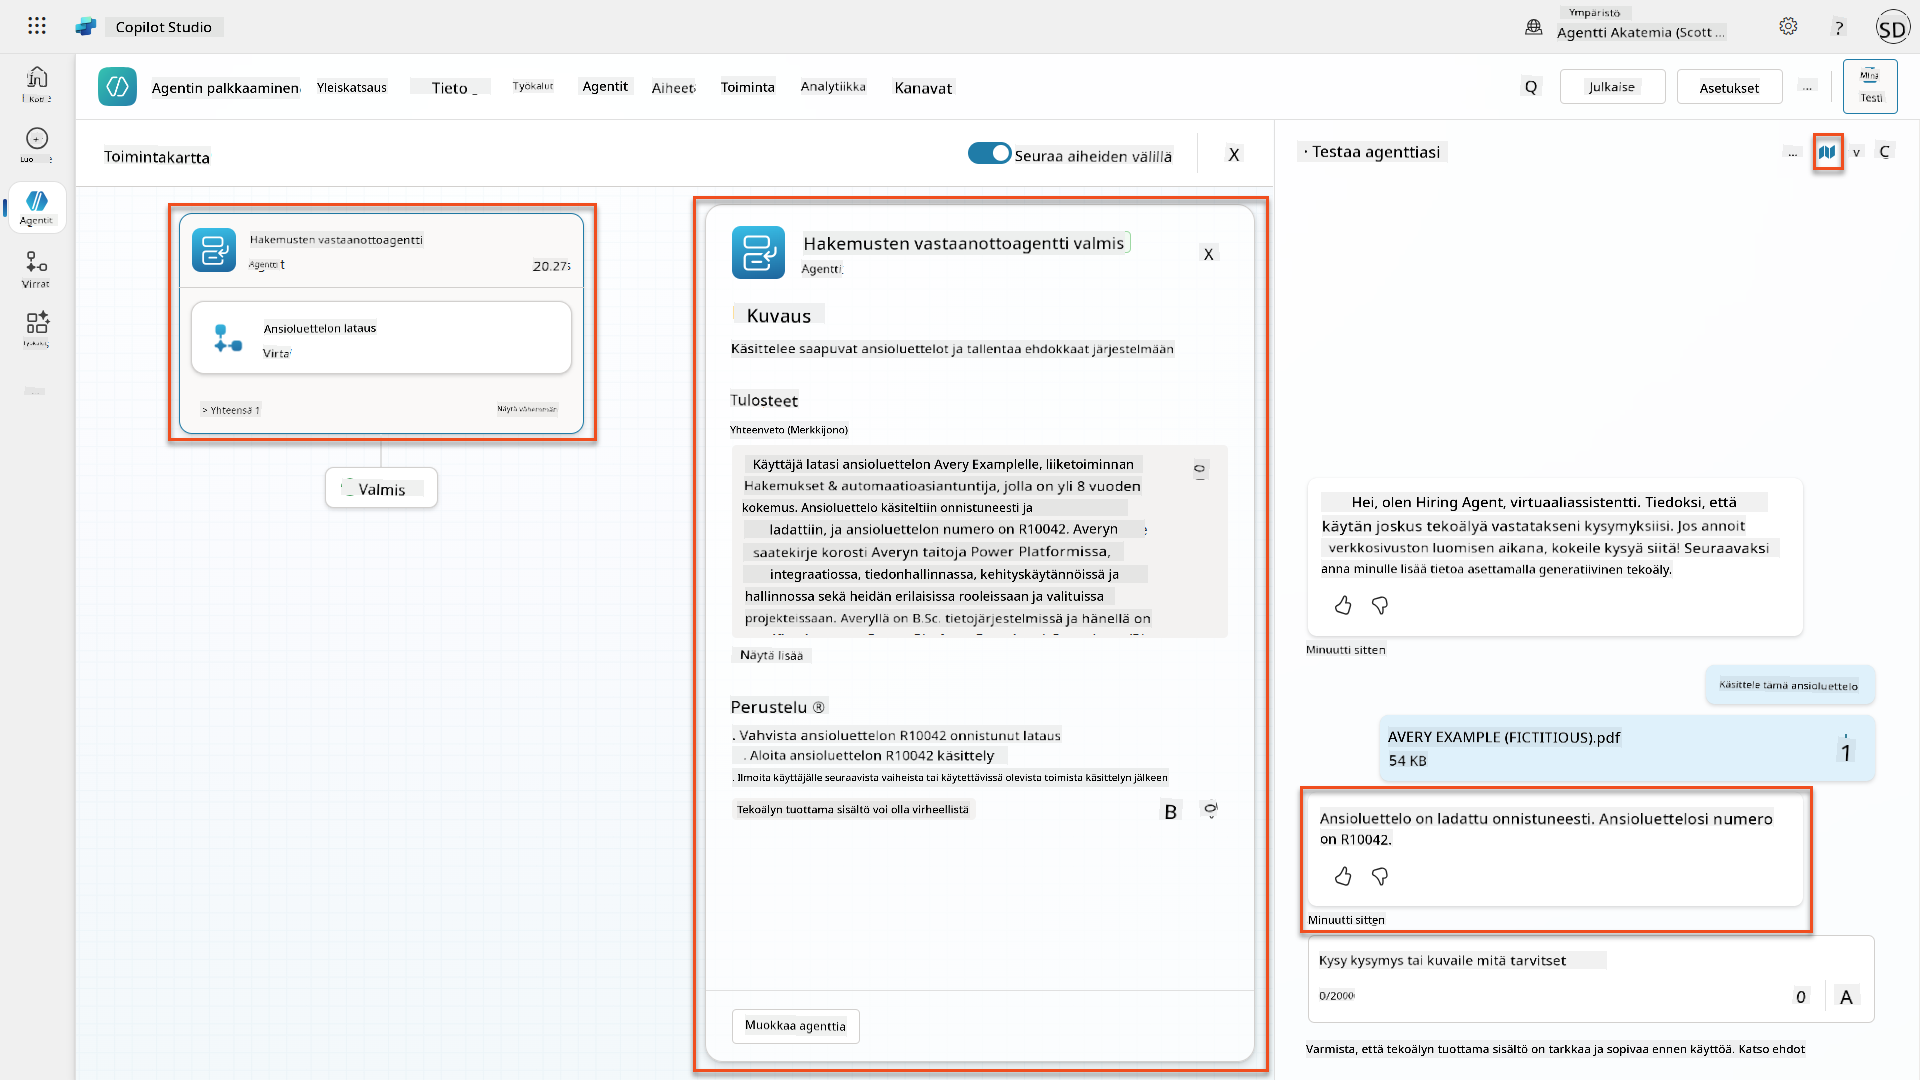 Copilot Studio
Ympäristö
Agentti Akatemia (Scott ...
?
SD
Koti
Luo
Agentit
Virrat
Agentin palkkaaminen
Yleiskatsaus
Tieto
Työkalut
Agentit
Aiheet
Toiminta
Analytiikka
Kanavat
Q
Julkaise
Asetukset
...
Testi
Toimintakartta
Seuraa aiheiden välillä
X
Hakemusten vastaanottoagentti
Agentti
20.27s
Ansioluettelon lataus
Virta
> Yhteensä 1
Näytä vähemmän
Valmis
Hakemusten vastaanottoagentti valmis
Agentti
X
Kuvaus
Käsittelee saapuvat ansioluettelot ja tallentaa ehdokkaat järjestelmään
Tulosteet
Yhteenveto (Merkkijono)
Käyttäjä latasi ansioluettelon Avery Examplelle, liiketoiminnan
Hakemukset & automaatioasiantuntija, jolla on yli 8 vuoden
kokemus. Ansioluettelo käsiteltiin onnistuneesti ja
ladattiin, ja ansioluettelon numero on R10042. Averyn
saatekirje korosti Averyn taitoja Power Platformissa,
integraatiossa, tiedonhallinnassa, kehityskäytännöissä ja
hallinnossa sekä heidän erilaisissa rooleissaan ja valituissa
projekteissaan. Averyllä on B.Sc. tietojärjestelmissä ja hänellä on
Näytä lisää
Perustelu ®
. Vahvista ansioluettelon R10042 onnistunut lataus
. Aloita ansioluettelon R10042 käsittely
. Ilmoita käyttäjälle seuraavista vaiheista tai käytettävissä olevista toimista käsittelyn jälkeen
Tekoälyn tuottama sisältö voi olla virheellistä
B
Muokkaa agenttia
· Testaa agenttiasi
...
v
C
Hei, olen Hiring Agent, virtuaaliassistentti. Tiedoksi, että
käytän joskus tekoälyä vastatakseni kysymyksiisi. Jos annoit
verkkosivuston luomisen aikana, kokeile kysyä siitä! Seuraavaksi
anna minulle lisää tietoa asettamalla generatiivinen tekoäly.
Minuutti sitten
Käsittele tämä ansioluettelo
AVERY EXAMPLE (FICTITIOUS).pdf
54 KB
1
Ansioluettelo on ladattu onnistuneesti. Ansioluettelosi numero
on R10042.
Minuutti sitten
Kysy kysymys tai kuvaile mitä tarvitset
0/2000
0
A
Varmista, että tekoälyn tuottama sisältö on tarkkaa ja sopivaa ennen käyttöä. Katso ehdot